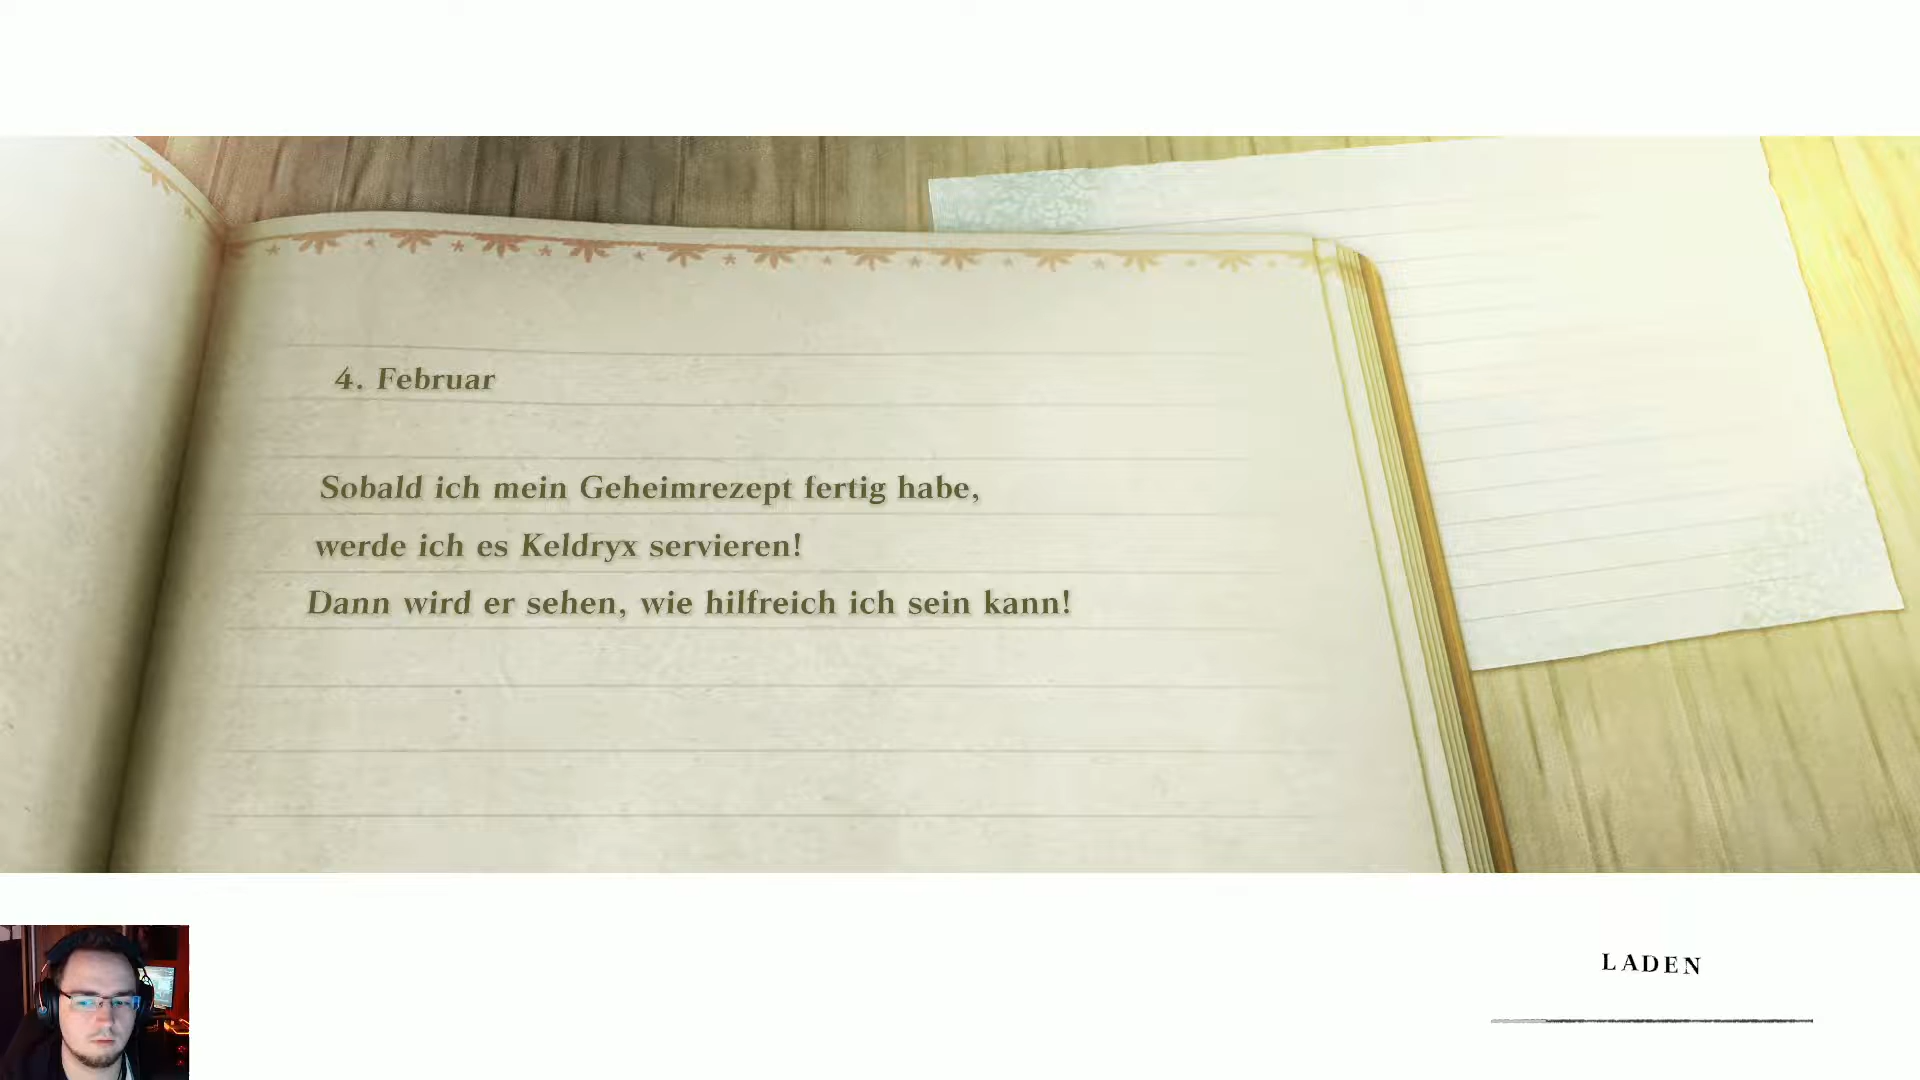 4. Februar
Sobald ich mein Geheimrezept fertig habe,
werde ich es Keldryx servieren!
Dann wird er sehen, wie hilfreich ich sein kann!
LADEN